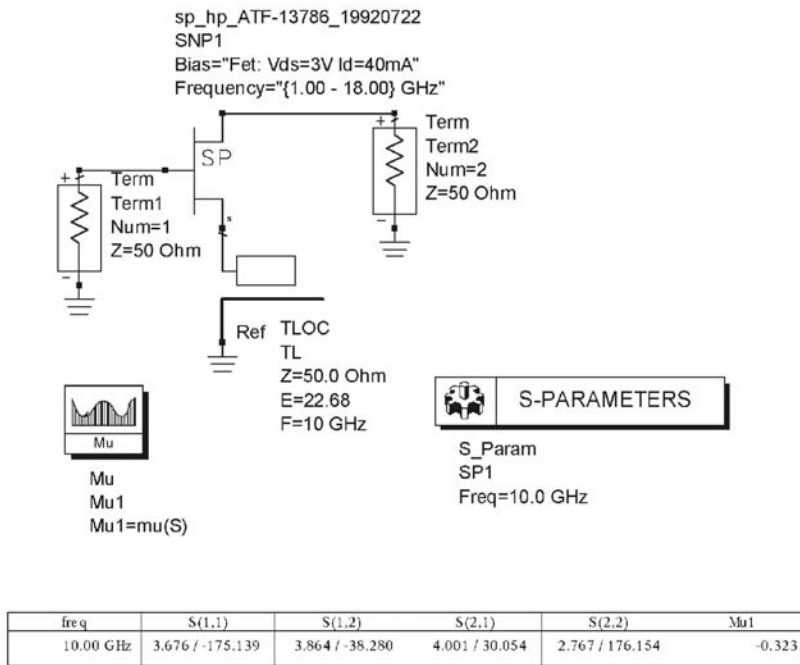 sp_hp_ATF-13786_19920722
SNP1
Bias="Fet: Vds=3V Id=40mA"
Frequency="{1.00 - 18.00} GHz"
SP
s
+
Term
Term1
Num=1
Z=50 Ohm
-
+
Term
Term2
Num=2
Z=50 Ohm
-
Ref
TLOC
TL
Z=50.0 Ohm
E=22.68
F=10 GHz
Mu
Mu
Mu1
Mu1=mu(S)
S-PARAMETERS
S_Param
SP1
Freq=10.0 GHz
freq S(1,1) S(1,2) S(2,1) S(2,2) Mu1
10.00 GHz 3.676 / -175.139 3.864 / -38.280 4.001 / 30.054 2.767 / 176.154 -0.323